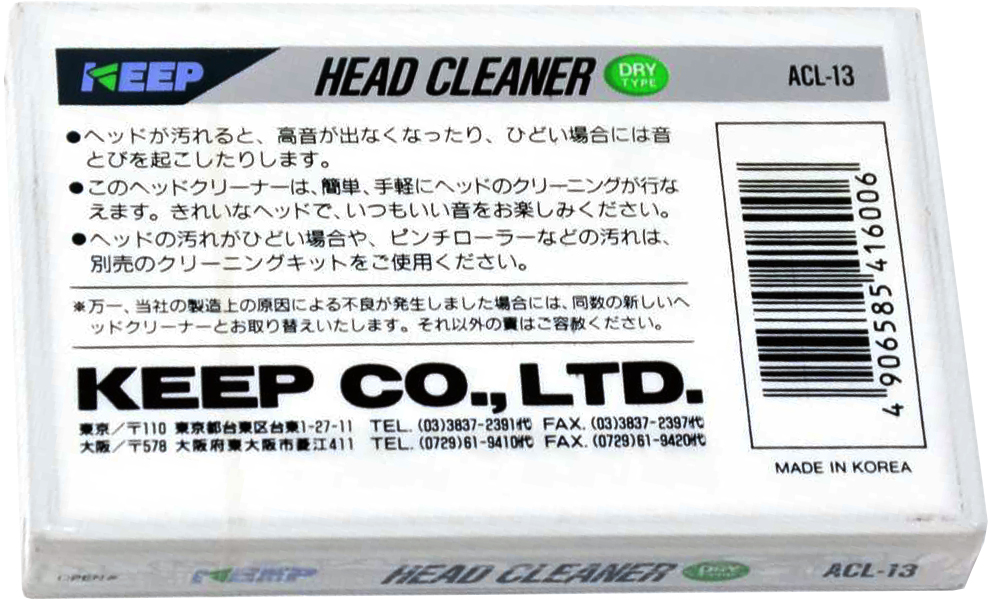 KEEP HEAD CLEANER DRY TYPE ACL-13
●ヘッドが汚れると、高音が出なくなったり、ひどい場合には音
とびを起こしたりします。
●このヘッドクリーナーは、簡単、手軽にヘッドのクリーニングが行な
えます。きれいなヘッドで、いつもいい音をお楽しみください。
●ヘッドの汚れがひどい場合や、ピンチローラーなどの汚れは、
別売のクリーニングキットをご使用ください。
※万一、当社の製造上の原因による不良が発生しました場合には、同数の新しいヘ
ッドクリーナーとお取り替えいたします。それ以外の責はご容赦ください。
KEEP CO., LTD.
東京/〒110 東京都台東区台東1-27-11 TEL. (03)3837-2391代 FAX. (03)3837-2397代
大阪/〒578 大阪府東大阪市菱江411 TEL. (0729)61-9410代 FAX. (0729)61-9420代
4 906585 416006
MADE IN KOREA
OPEN KEEP HEAD CLEANER DRY TYPE ACL-13